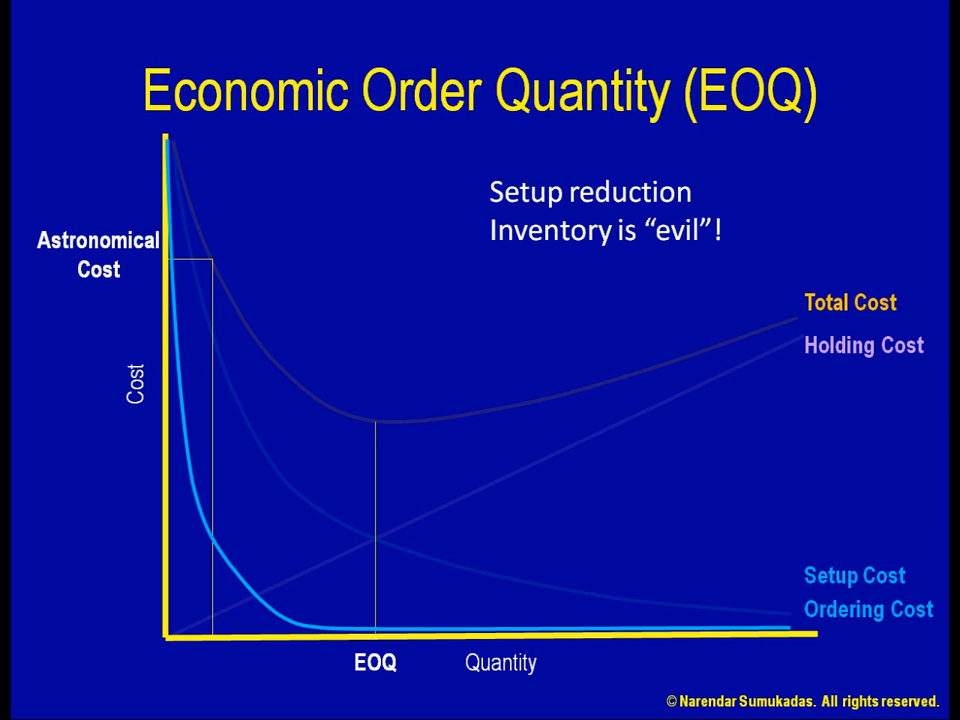 Economic Order Quantity (EOQ)
Setup reduction
Inventory is “evil”!
Astronomical
Cost
Total Cost
Holding Cost
Cost
Setup Cost
Ordering Cost
EOQ
Quantity
© Narendar Sumukadas. All rights reserved.